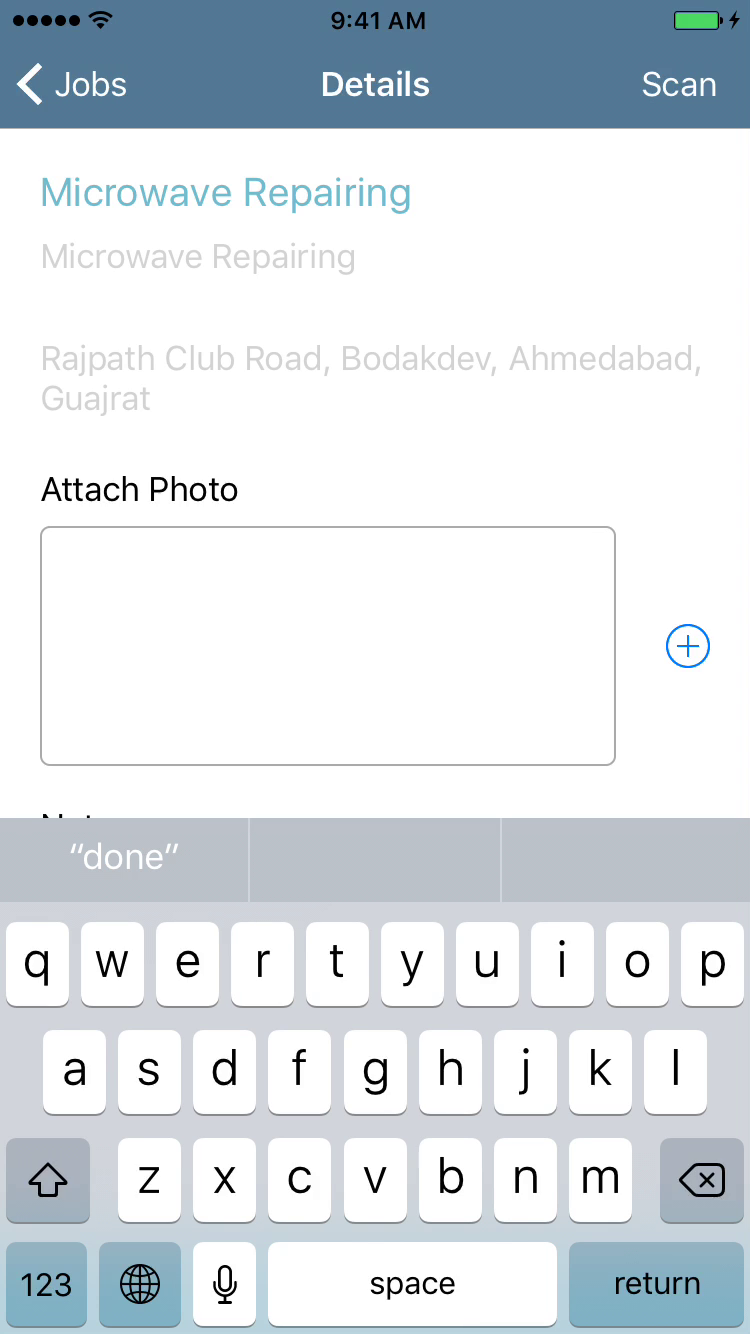 9:41 AM
Jobs
Details
Scan
Microwave Repairing
Microwave Repairing
Rajpath Club Road, Bodakdev, Ahmedabad,
Guajrat
Attach Photo
“done”
q w e r t y u i o p
a s d f g h j k l
z x c v b n m
123 space return